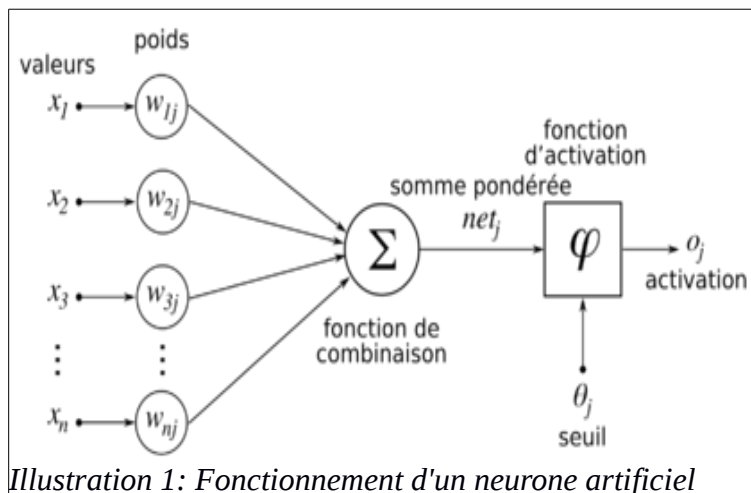 poids
valeurs
x₁ w₁ⱼ
fonction
d'activation
x₂ w₂ⱼ
somme pondérée
netⱼ
Σ
φ
oⱼ
activation
x₃ w₃ⱼ
fonction de
combinaison
⋮ ⋮
θⱼ
seuil
xₙ wₙⱼ
Illustration 1: Fonctionnement d'un neurone artificiel